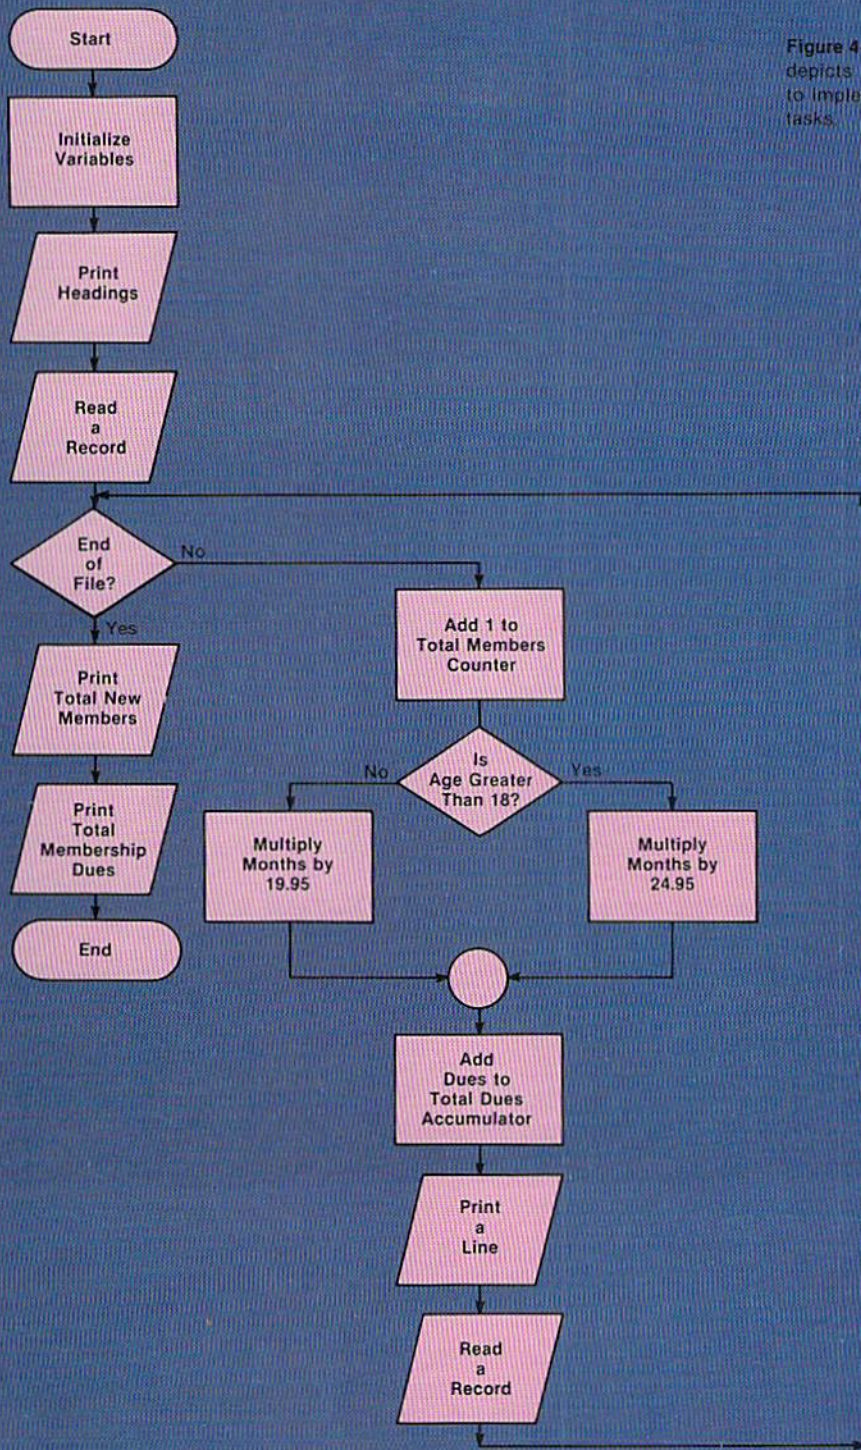 Start
Figure 4
depicts
to imple
tasks
Initialize
Variables
Print
Headings
Read
a
Record
End
of
File?
No
Yes
Add 1 to
Total Members
Counter
Print
Total New
Members
Is
Age Greater
Than 18?
No
Yes
Print
Total
Membership
Dues
Multiply
Months by
19.95
Multiply
Months by
24.95
End
Add
Dues to
Total Dues
Accumulator
Print
a
Line
Read
a
Record